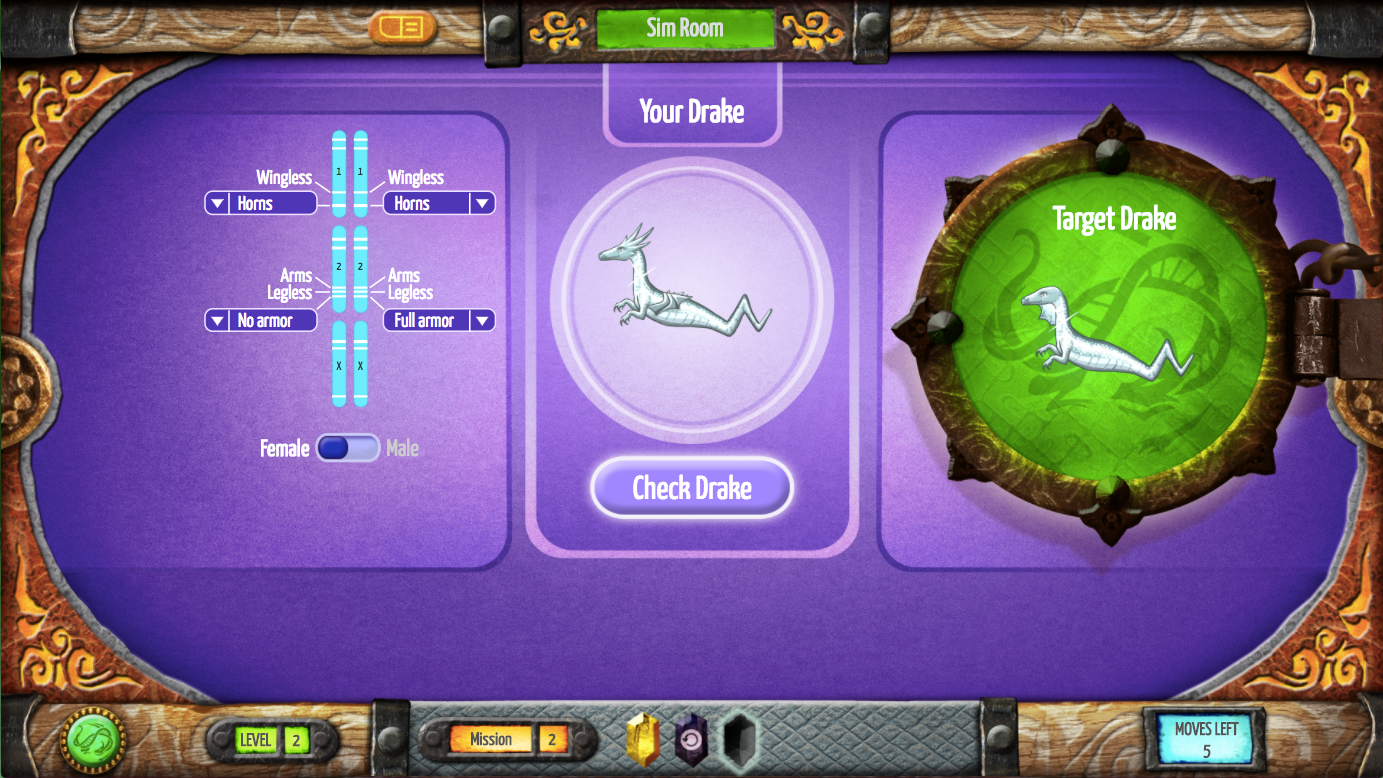 Sim Room
Your Drake
1 1
Wingless Wingless
Horns Horns
2 2
Arms Arms
Legless Legless
No armor Full armor
X X
Female Male
Check Drake
Target Drake
LEVEL 2
Mission 2
MOVES LEFT
5